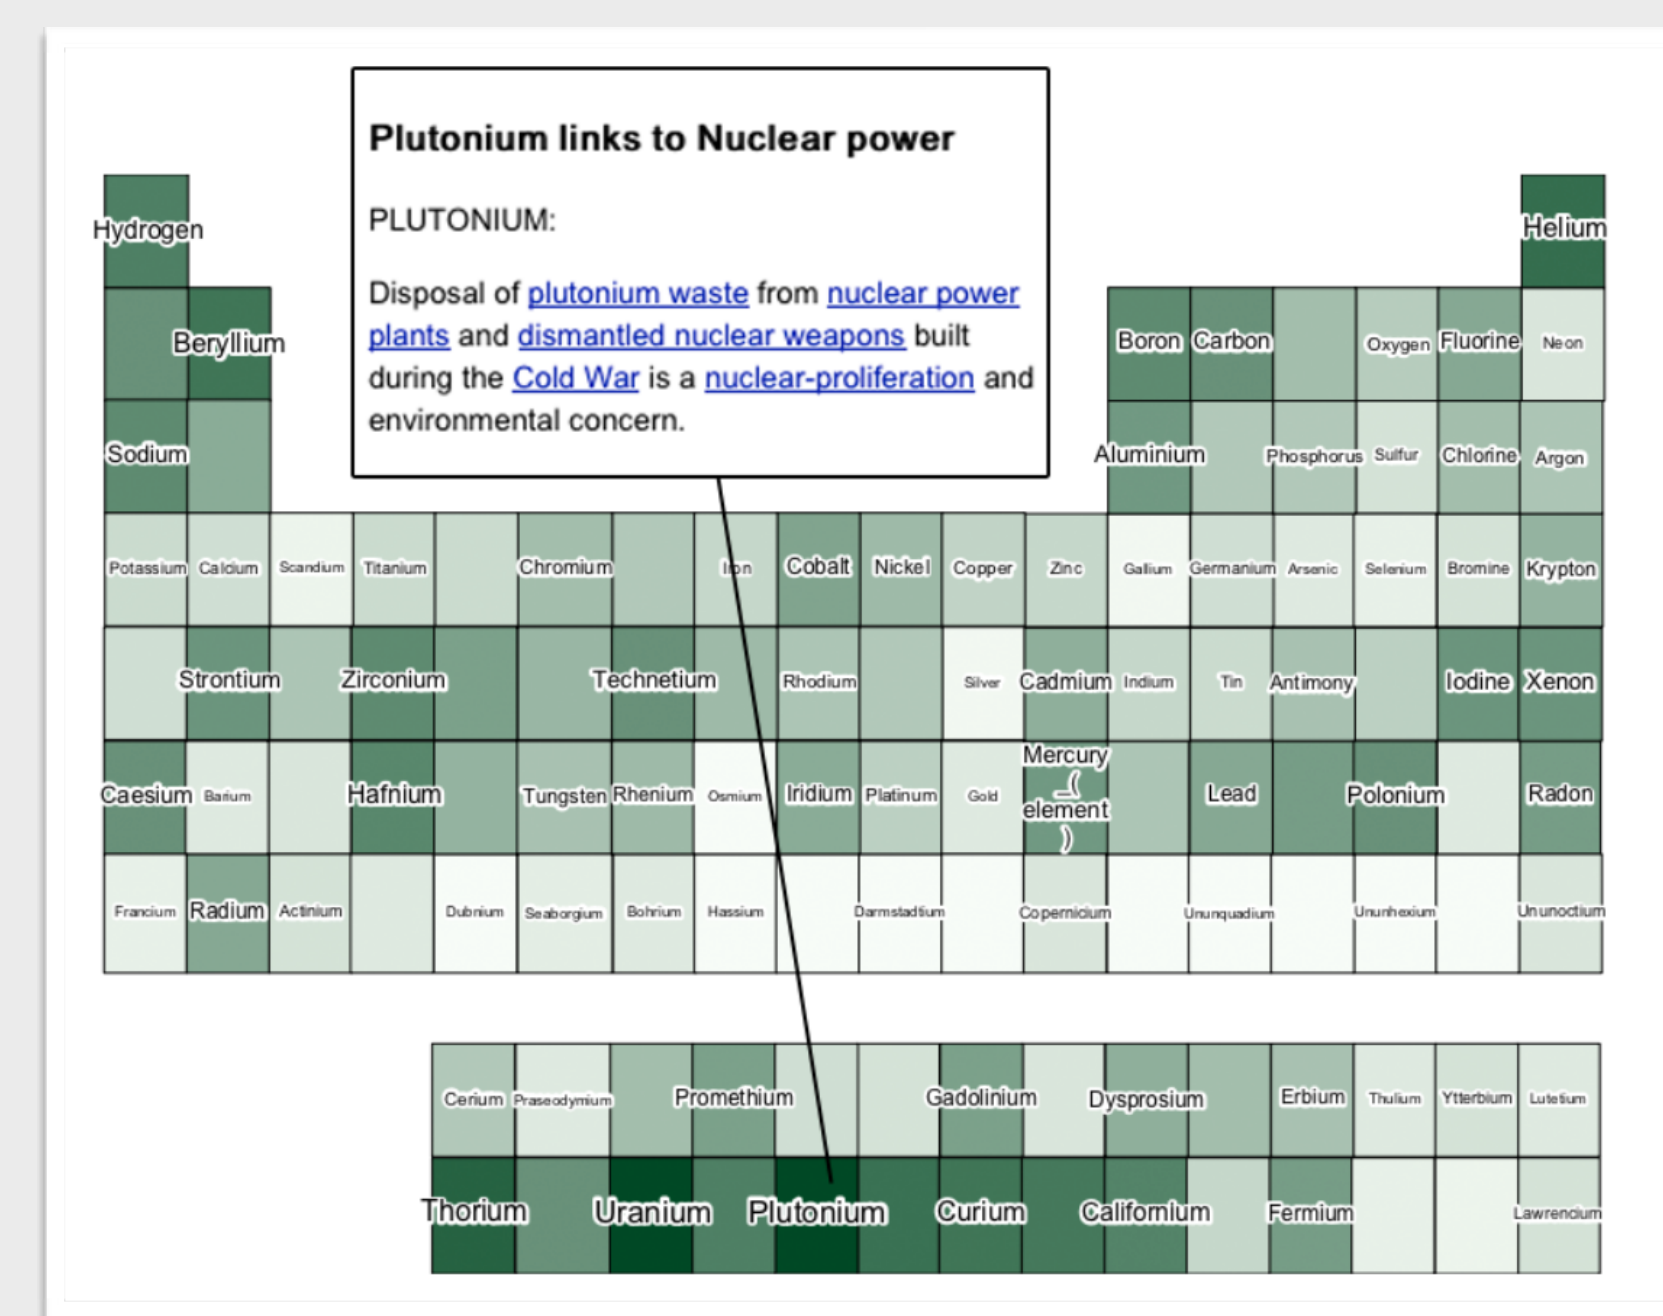 Plutonium links to Nuclear power
PLUTONIUM:
Disposal of plutonium waste from nuclear power
plants and dismantled nuclear weapons built
during the Cold War is a nuclear-proliferation and
environmental concern.
Hydrogen Helium
Beryllium Boron Carbon Oxygen Fluorine Neon
Sodium Aluminium Phosphorus Sulfur Chlorine Argon
Potassium Calcium Scandium Titanium Chromium Iron Cobalt Nickel Copper Zinc Gallium Germanium Arsenic Selenium Bromine Krypton
Strontium Zirconium Technetium Rhodium Silver Cadmium Indium Tin Antimony Iodine Xenon
Caesium Barium Hafnium Tungsten Rhenium Osmium Iridium Platinum Gold Mercury
_(
element
)
Lead Polonium Radon
Francium Radium Actinium Dubnium Seaborgium Bohrium Hassium Darmstadtium Copernicium Ununquadium Ununhexium Ununoctium
Cerium Praseodymium Promethium Gadolinium Dysprosium Erbium Thulium Ytterbium Lutetium
Thorium Uranium Plutonium Curium Californium Fermium Lawrencium